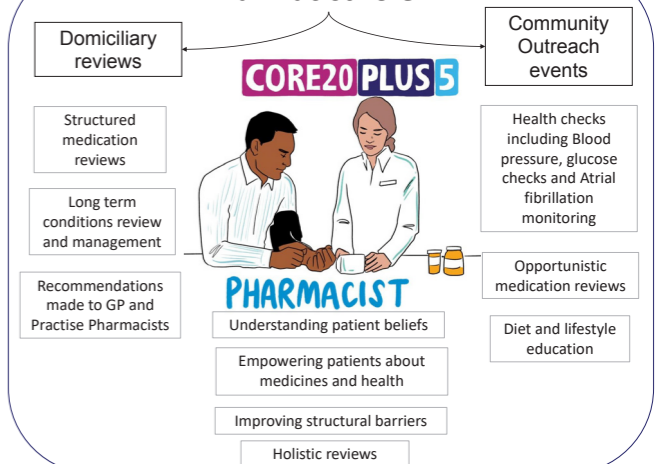 Domiciliary
reviews
Community
Outreach
events
CORE20 PLUS 5
Structured
medication
reviews
Long term
conditions review
and management
Recommendations
made to GP and
Practise Pharmacists
Health checks
including Blood
pressure, glucose
checks and Atrial
fibrillation
monitoring
Opportunistic
medication reviews
Diet and lifestyle
education
PHARMACIST
Understanding patient beliefs
Empowering patients about
medicines and health
Improving structural barriers
Holistic reviews